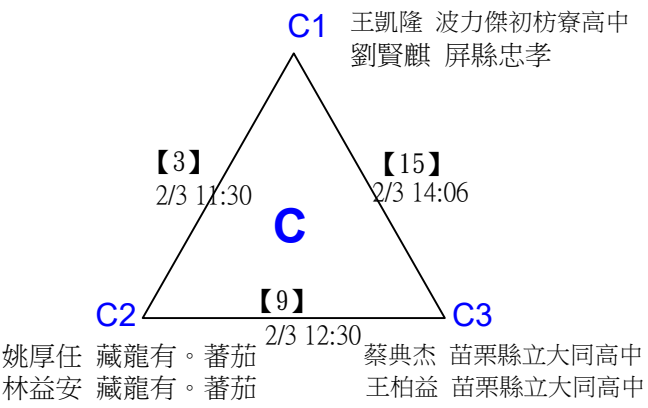 C1 王凱隆 波力傑初枋寮高中
劉賢麒 屏縣忠孝
【3】
2/3 11:30
【15】
2/3 14:06
C
【9】
2/3 12:30
C2
C3
姚厚任 藏龍有。蕃茄
林益安 藏龍有。蕃茄
蔡典杰 苗栗縣立大同高中
王柏益 苗栗縣立大同高中